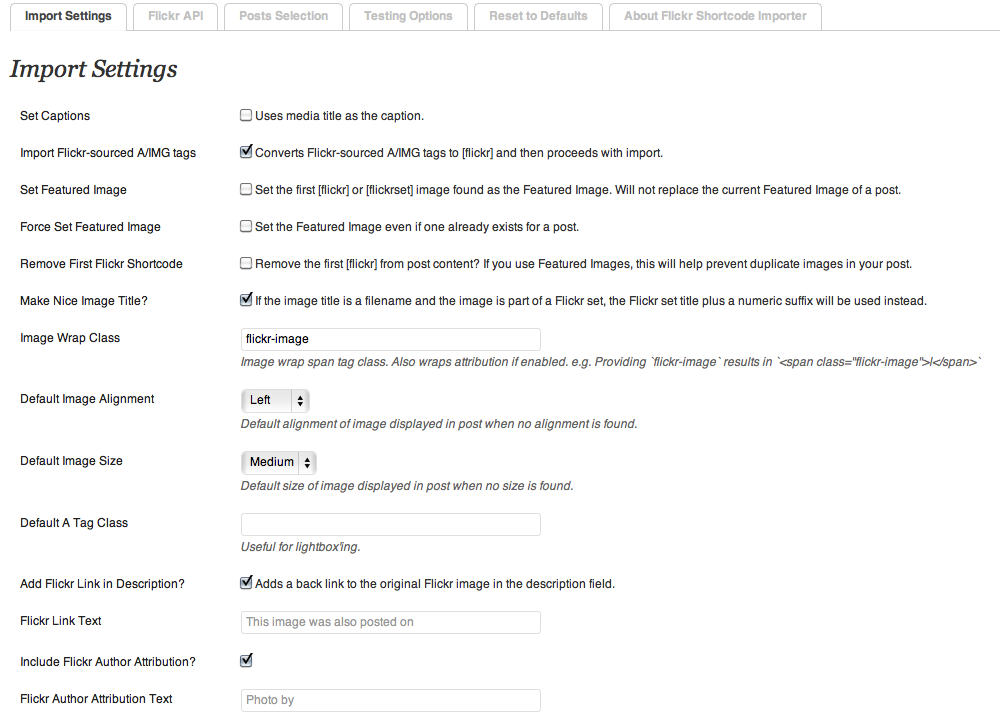 Import Settings Flickr API Posts Selection Testing Options Reset to Defaults About Flickr Shortcode Importer
Import Settings
Set Captions Uses media title as the caption.
Import Flickr-sourced A/IMG tags Converts Flickr-sourced A/IMG tags to [flickr] and then proceeds with import.
Set Featured Image Set the first [flickr] or [flickrset] image found as the Featured Image. Will not replace the current Featured Image of a post.
Force Set Featured Image Set the Featured Image even if one already exists for a post.
Remove First Flickr Shortcode Remove the first [flickr] from post content? If you use Featured Images, this will help prevent duplicate images in your post.
Make Nice Image Title? If the image title is a filename and the image is part of a Flickr set, the Flickr set title plus a numeric suffix will be used instead.
Image Wrap Class flickr-image
Image wrap span tag class. Also wraps attribution if enabled. e.g. Providing `flickr-image` results in `<span class="flickr-image">|</span>`
Default Image Alignment Left
Default alignment of image displayed in post when no alignment is found.
Default Image Size Medium
Default size of image displayed in post when no size is found.
Default A Tag Class
Useful for lightbox'ing.
Add Flickr Link in Description? Adds a back link to the original Flickr image in the description field.
Flickr Link Text This image was also posted on
Include Flickr Author Attribution?
Flickr Author Attribution Text Photo by